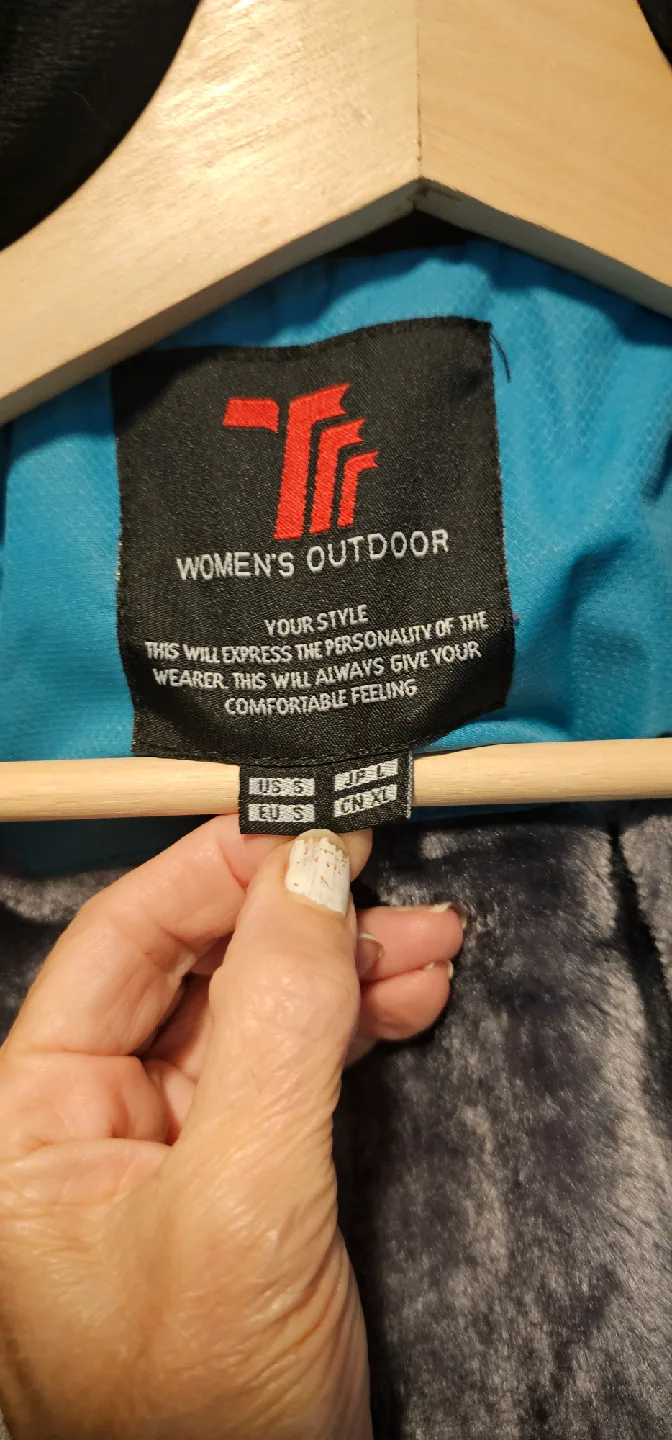 WOMEN'S OUTDOOR
YOUR STYLE
THIS WILL EXPRESS THE PERSONALITY OF THE
WEARER. THIS WILL ALWAYS GIVE YOUR
COMFORTABLE FEELING
US S JP L
EU S CN XL